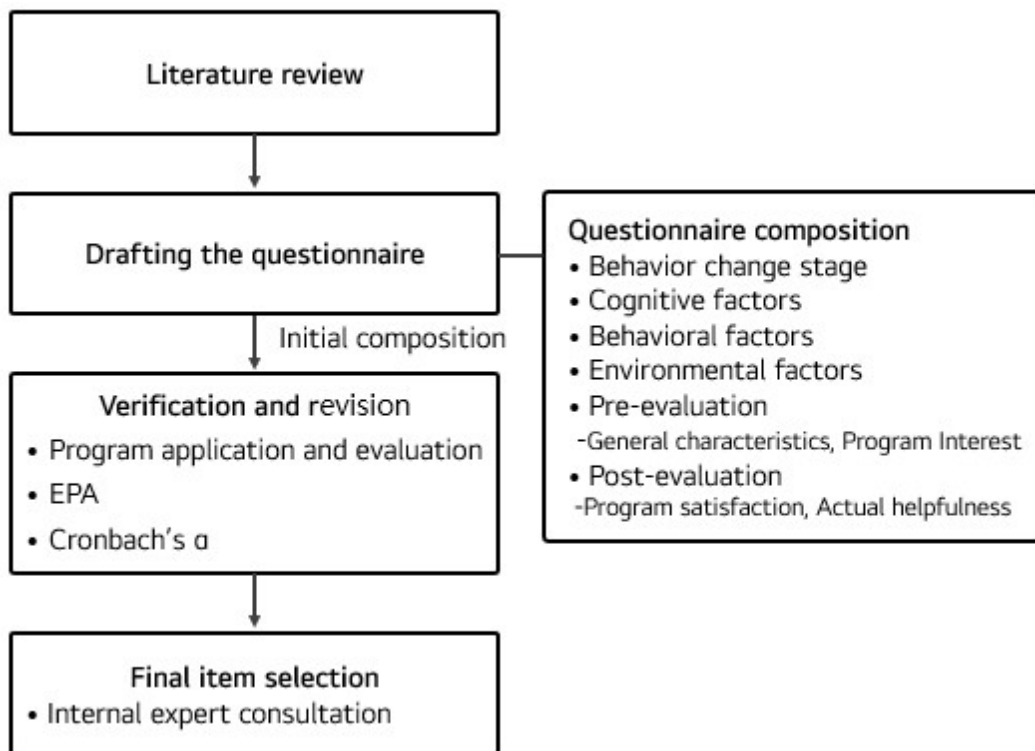 Literature review
Drafting the questionnaire
Initial composition
Questionnaire composition
• Behavior change stage
• Cognitive factors
• Behavioral factors
• Environmental factors
• Pre-evaluation
-General characteristics, Program Interest
• Post-evaluation
-Program satisfaction, Actual helpfulness
Verification and revision
• Program application and evaluation
• EPA
• Cronbach's α
Final item selection
• Internal expert consultation